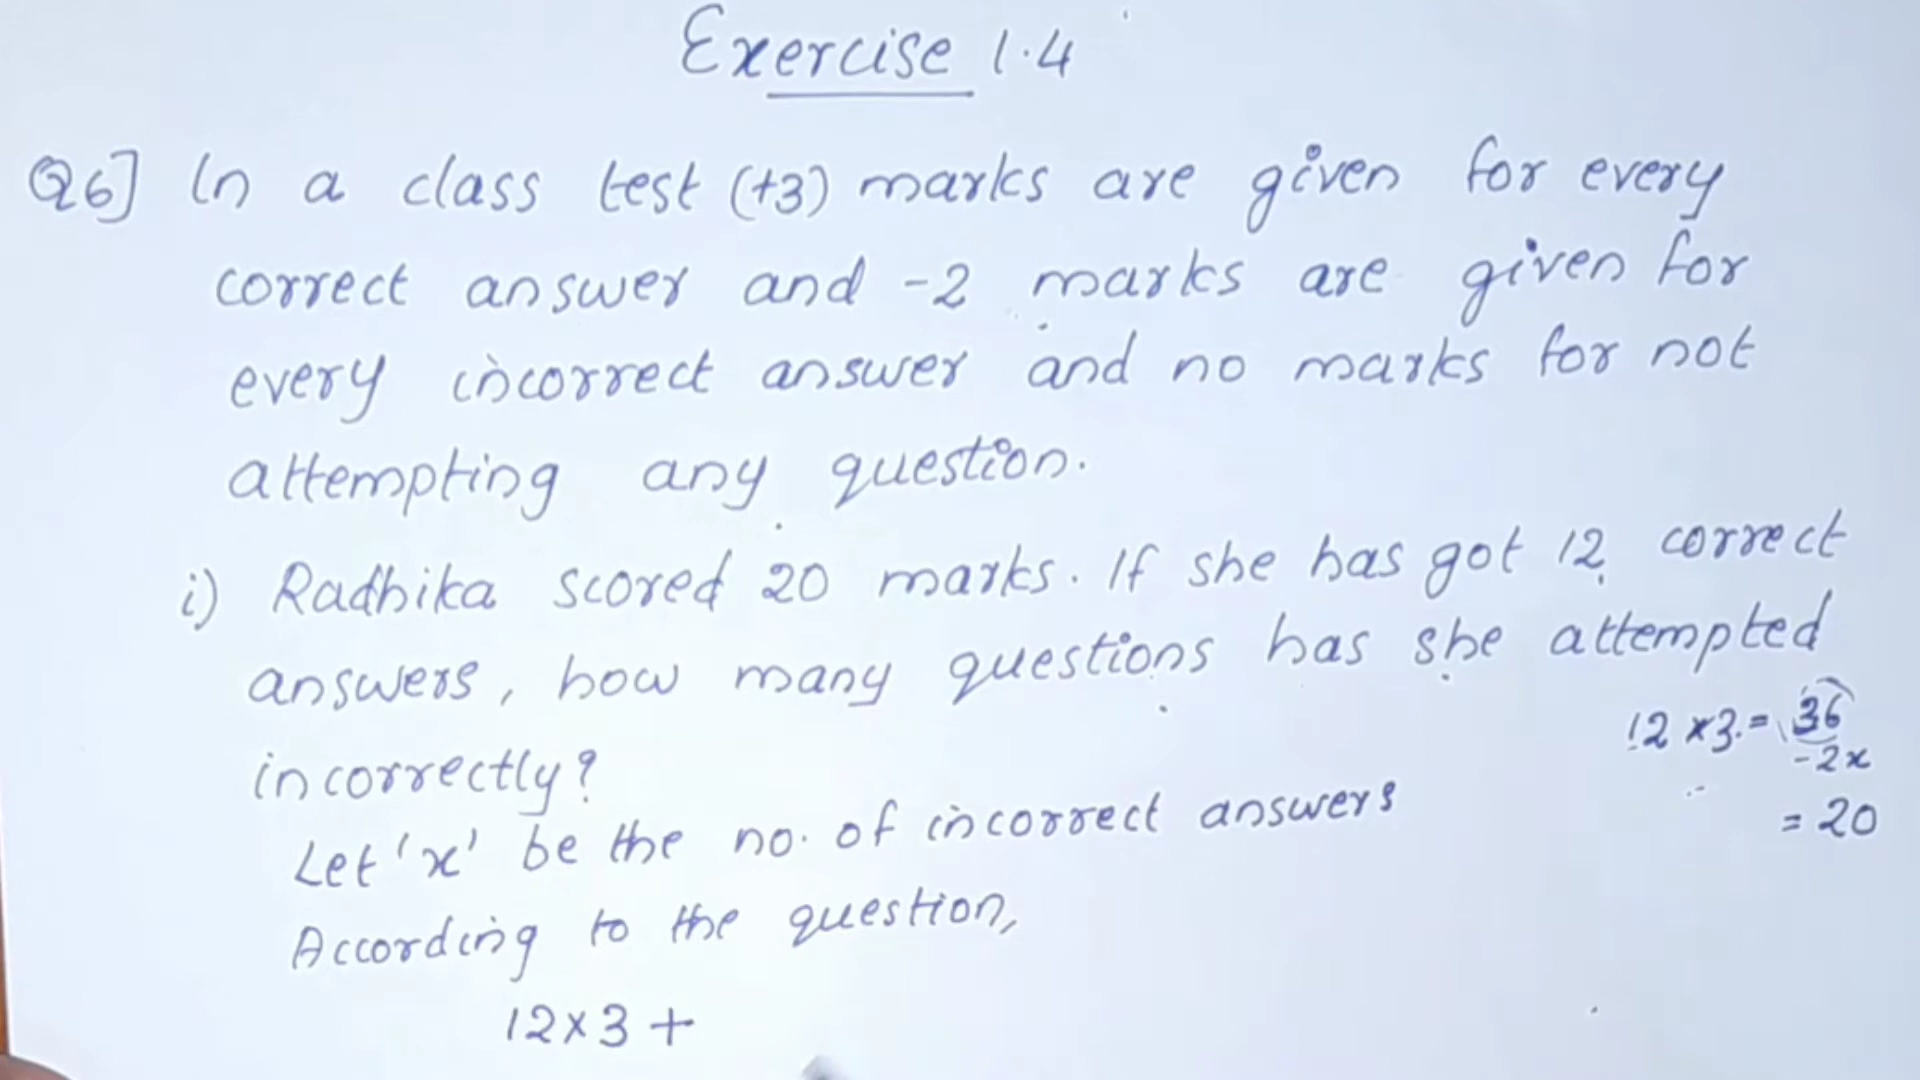 Exercise 1.4
Q6] In a class test (+3) marks are given for every
correct answer and -2 marks are given for
every incorrect answer and no marks for not
attempting any question.
i) Radhika scored 20 marks. If she has got 12 correct
answers, how many questions has she attempted
incorrectly?
12 x3 = 36
-2x
= 20
Let 'x' be the no. of incorrect answers
According to the question,
12x3 +